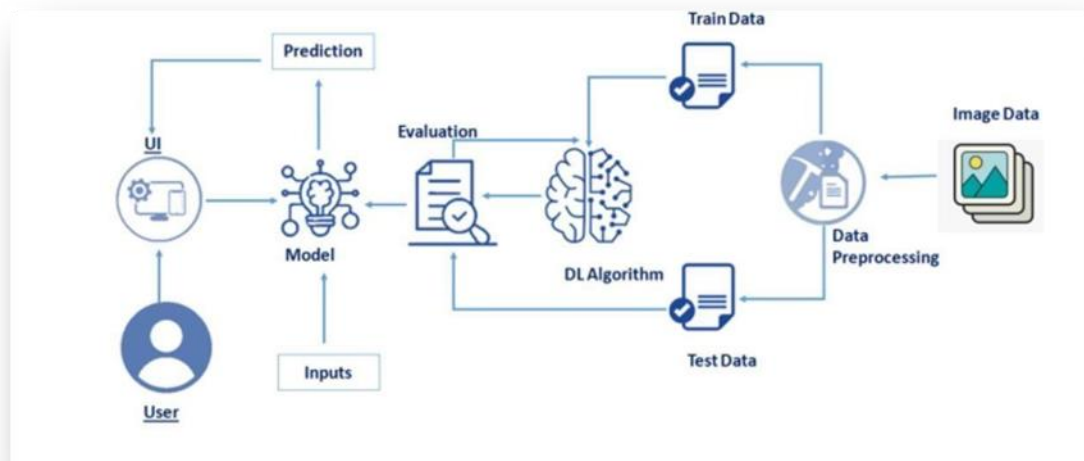 Train Data
Prediction
Image Data
Evaluation
UI
Data
Preprocessing
Model
DL Algorithm
Test Data
Inputs
User